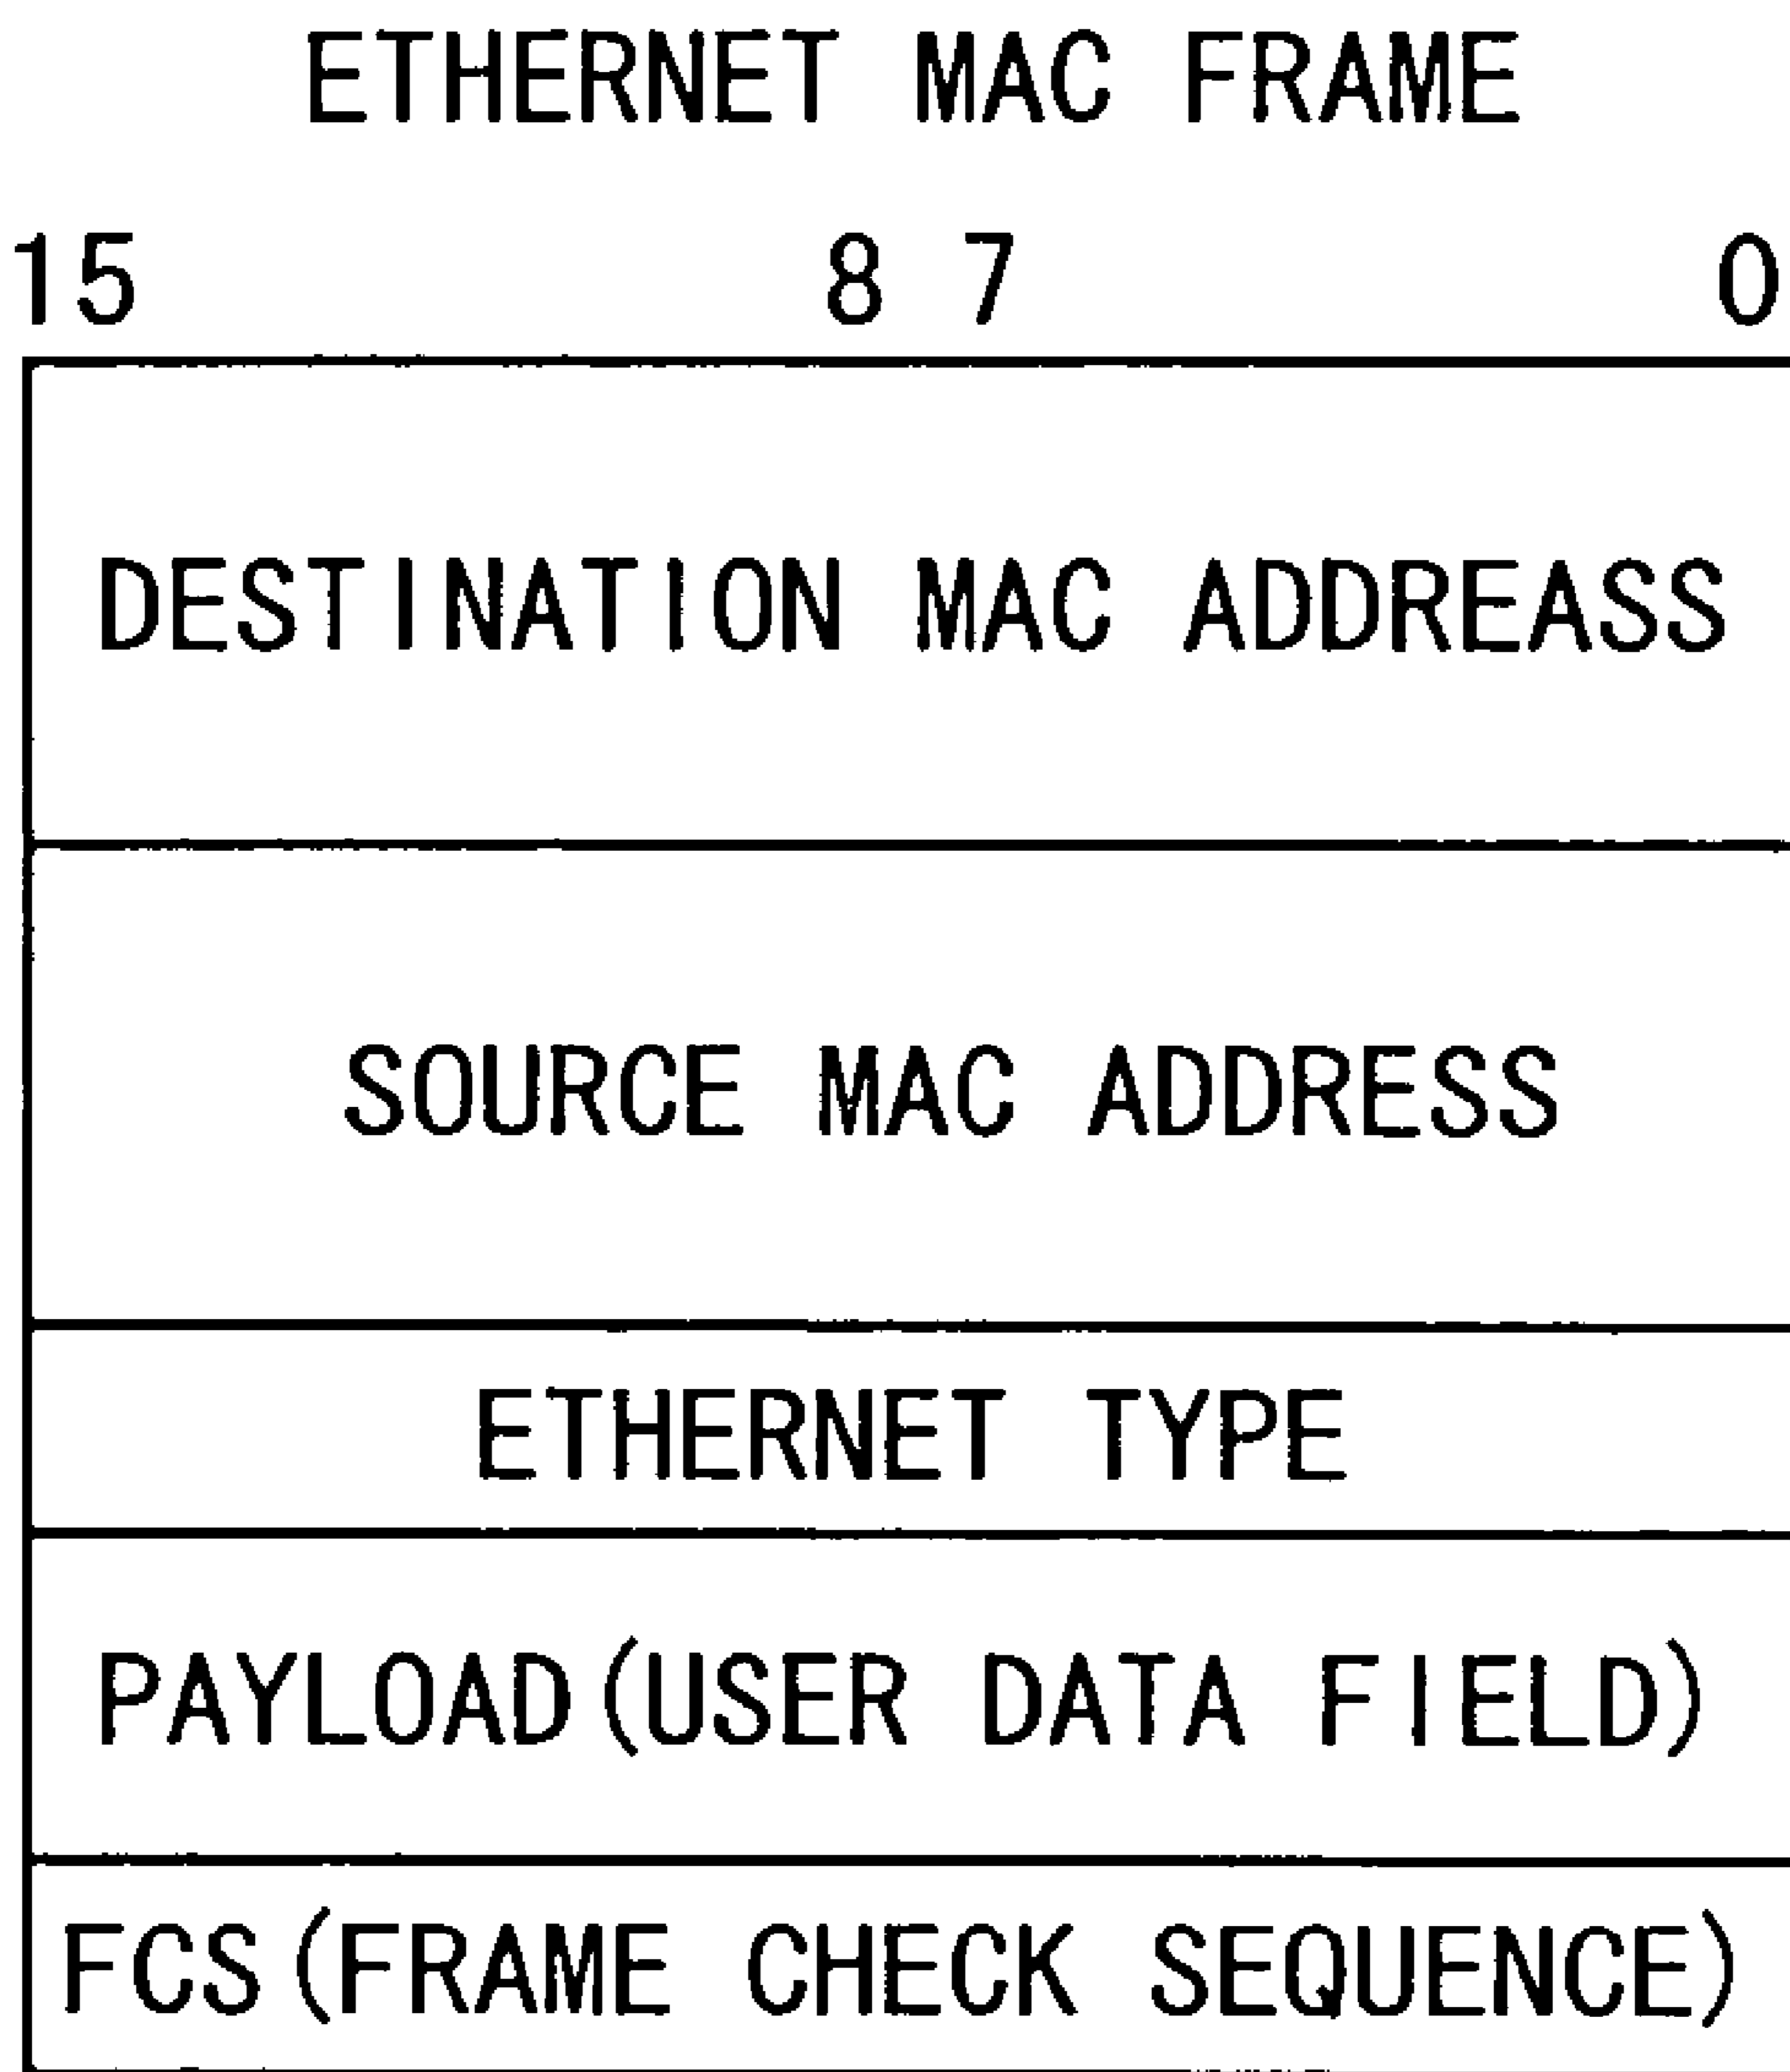 ETHERNET MAC FRAME
15 8 7 0
DESTINATION MAC ADDREASS
SOURCE MAC ADDRESS
ETHERNET TYPE
PAYLOAD(USER DATA FIELD)
FCS(FRAME CHECK SEQUENCE)